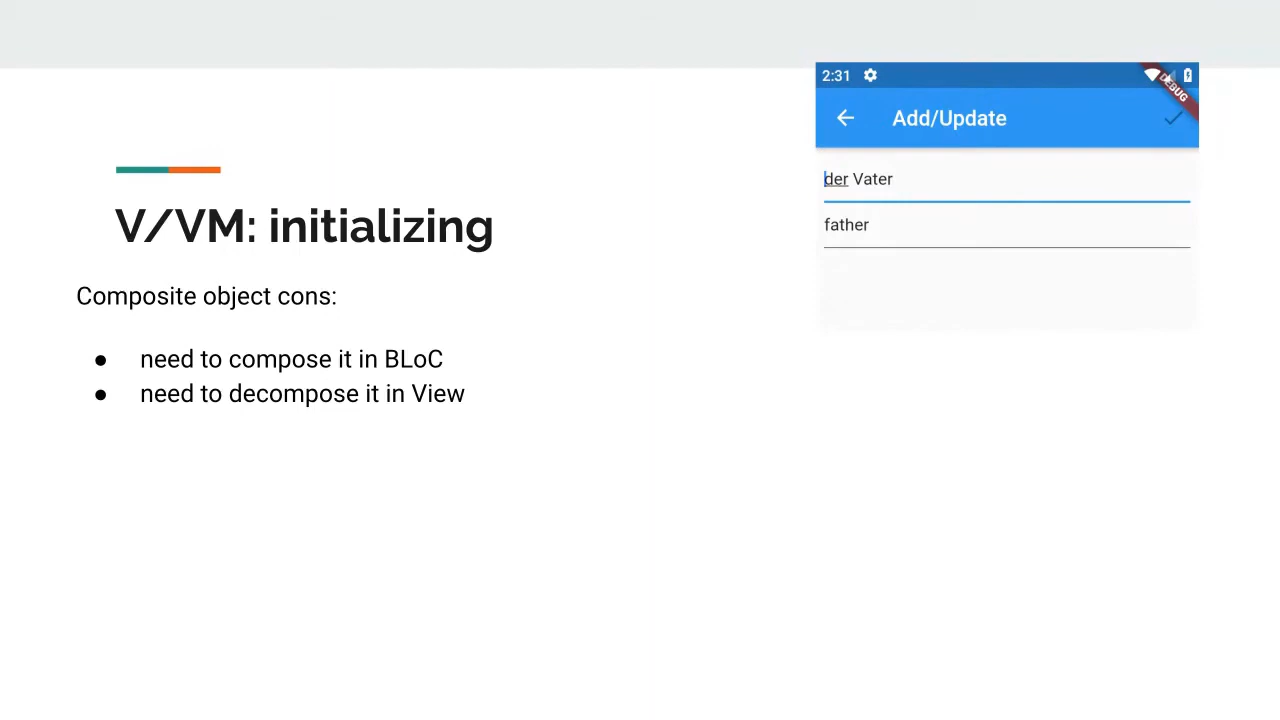 V/VM: initializing
Composite object cons:
● need to compose it in BLoC
● need to decompose it in View
2:31
DEBUG
Add/Update
der Vater
father